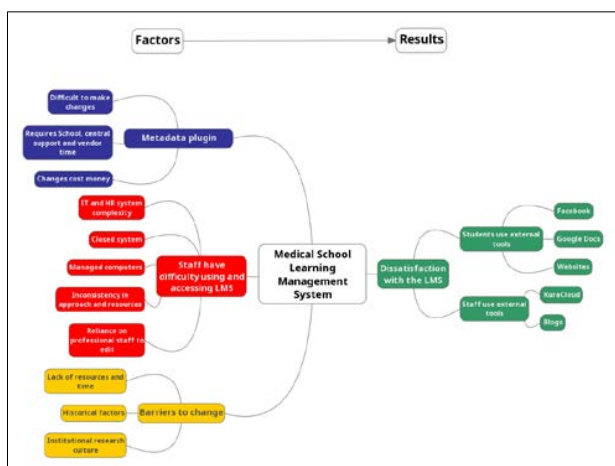 Factors
Results
Difficult to make
changes
Requires School, central
support and vendor
time
Changes cost money
Metadata plugin
IT and HR system
complexity
Closed system
Managed computers
Inconsistency in
approach and resources
Reliance on
professional staff to
edit
Staff have
difficulty using and
accessing LMS
Lack of resources and
time
Historical factors
Institutional research
culture
Barriers to change
Medical School
Learning
Management
System
Dissatisfaction
with the LMS
Students use external
tools
Facebook
Google Docs
Websites
Staff use external
tools
KuraCloud
Blogs